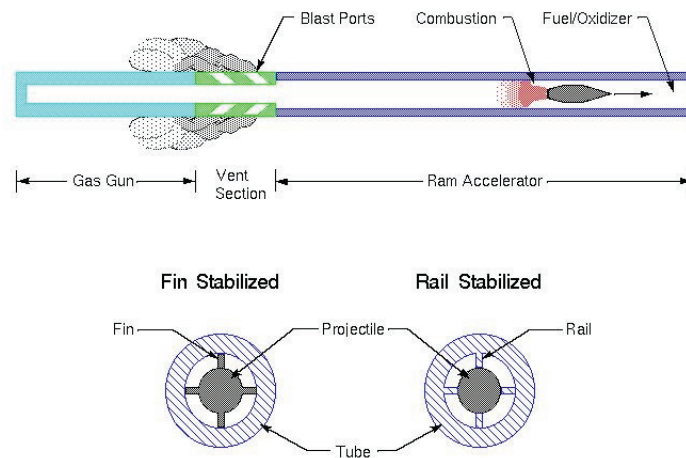 Blast Ports
Combustion
Fuel/Oxidizer
Gas Gun
Vent
Section
Ram Accelerator
Fin Stabilized
Rail Stabilized
Fin
Projectile
Rail
Tube